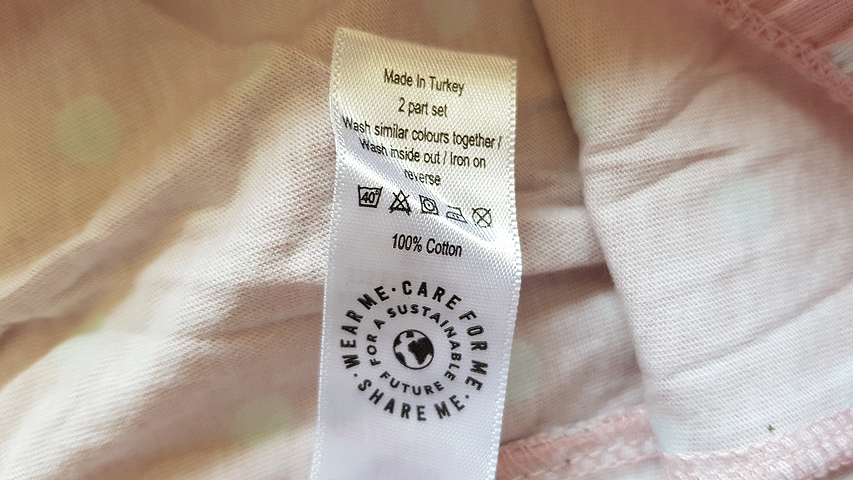 Made In Turkey
2 part set
Wash similar colours together /
Wash inside out / Iron on
reverse
40°
100% Cotton
WEAR ME · CARE FOR ME · SHARE ME ·
FOR A SUSTAINABLE FUTURE